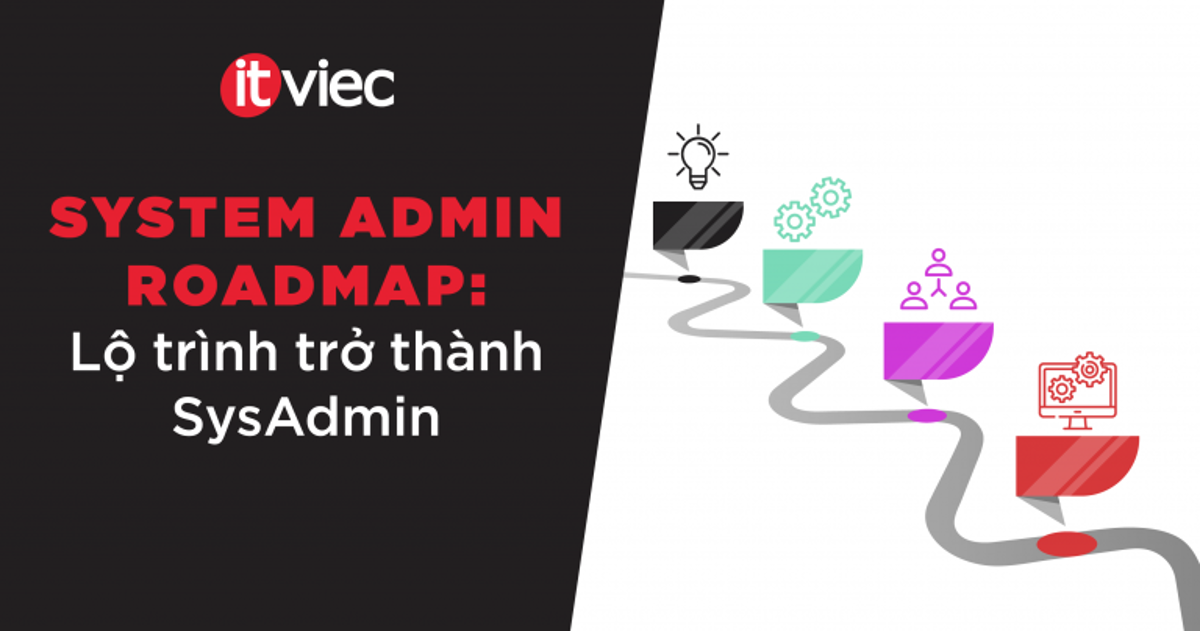 itviec
SYSTEM ADMIN
ROADMAP:
Lộ trình trở thành
SysAdmin